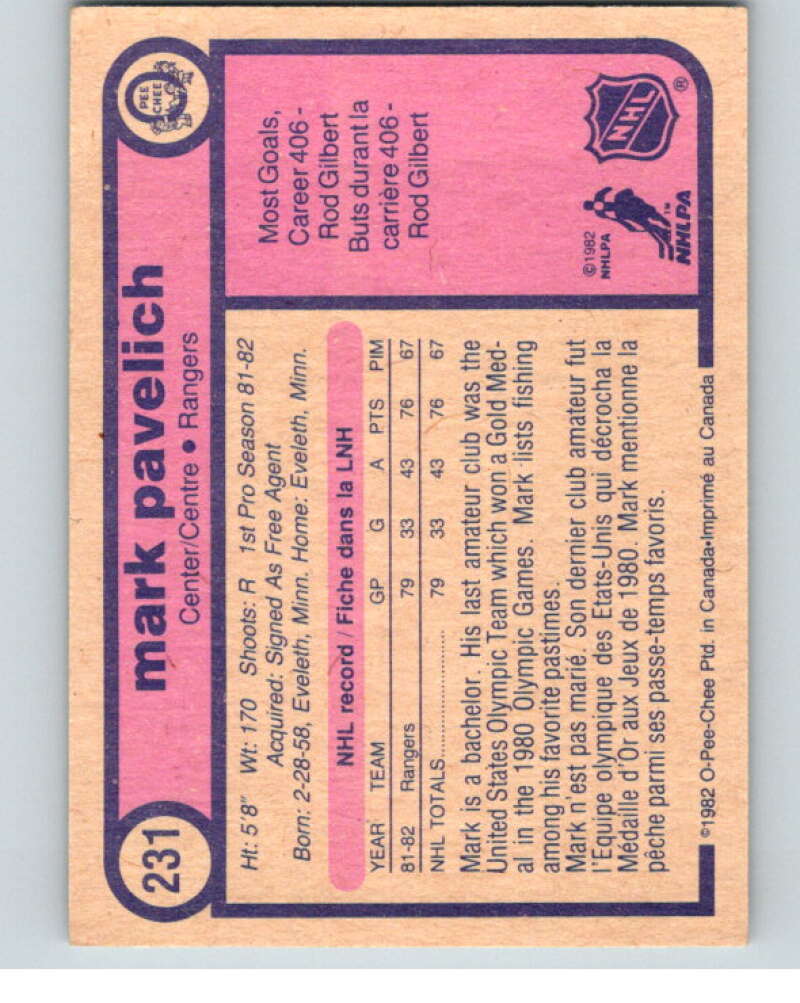 231
mark pavelich
Center/Centre • Rangers
O
PEE
CHEE
Ht: 5'8" Wt: 170 Shoots: R 1st Pro Season 81-82
Acquired: Signed As Free Agent
Born: 2-28-58, Eveleth, Minn. Home: Eveleth, Minn.
NHL record / Fiche dans la LNH
YEAR TEAM GP G A PTS PIM
81-82 Rangers 79 33 43 76 67
NHL TOTALS.................... 79 33 43 76 67
Mark is a bachelor. His last amateur club was the
United States Olympic Team which won a Gold Med-
al in the 1980 Olympic Games. Mark lists fishing
among his favorite pastimes.
Mark n'est pas marié. Son dernier club amateur fut
l'Equipe olympique des Etats-Unis qui décrocha la
Médaille d'Or aux Jeux de 1980. Mark mentionne la
pêche parmi ses passe-temps favoris.
Most Goals,
Career 406 -
Rod Gilbert
Buts durant la
carrière 406 -
Rod Gilbert
©1982
NHLPA
NHLPA
TM
NHL
®
©1982 O-Pee-Chee Ptd. in Canada•Imprimé au Canada